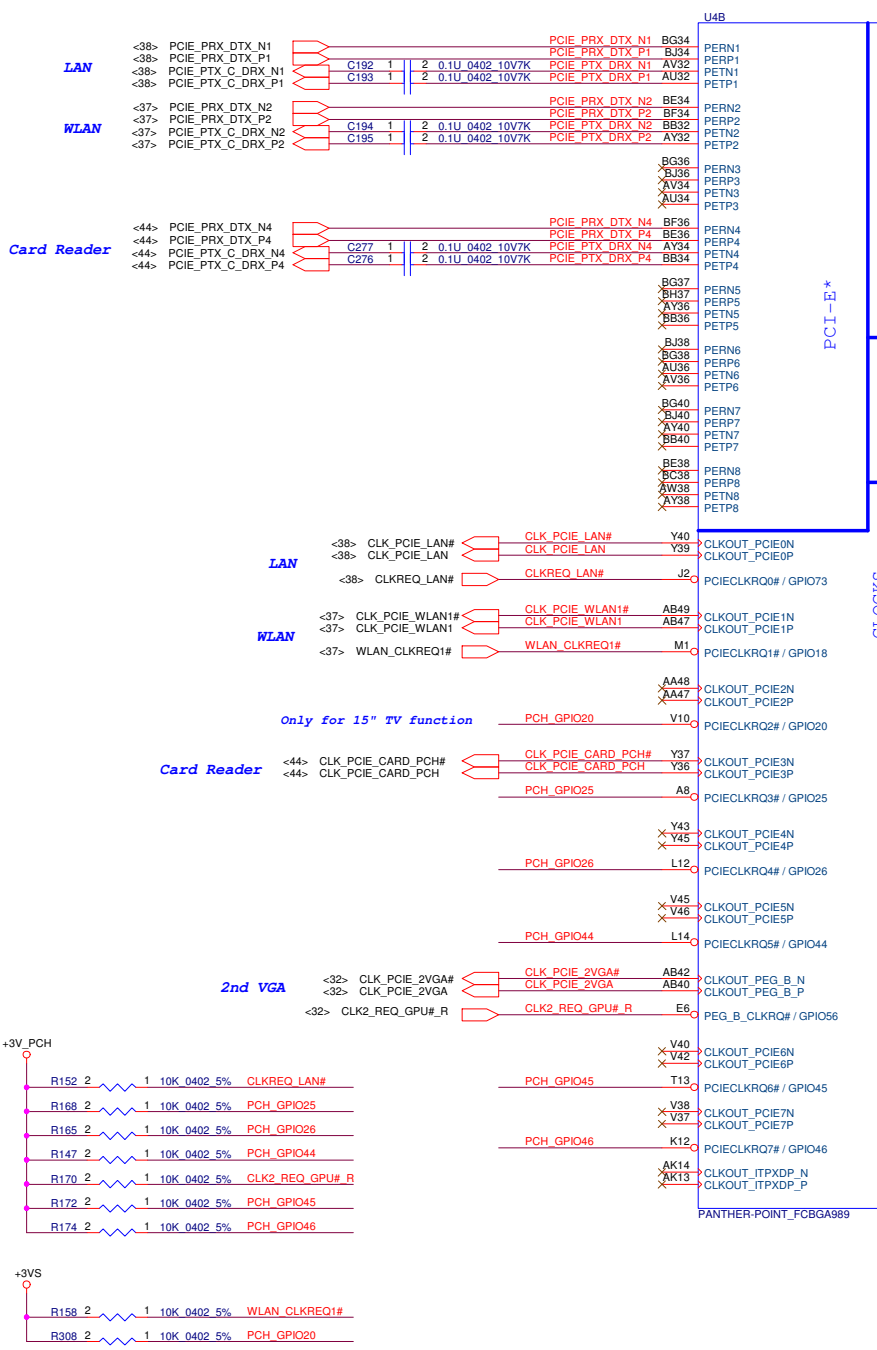 U4B
<38> PCIE_PRX_DTX_N1 PCIE_PRX_DTX_N1 BG34 PERN1
<38> PCIE_PRX_DTX_P1 PCIE_PRX_DTX_P1 BJ34 PERP1
LAN
<38> PCIE_PTX_C_DRX_N1 C192 1 2 0.1U_0402_10V7K PCIE_PTX_DRX_N1 AV32 PETN1
<38> PCIE_PTX_C_DRX_P1 C193 1 2 0.1U_0402_10V7K PCIE_PTX_DRX_P1 AU32 PETP1
<37> PCIE_PRX_DTX_N2 PCIE_PRX_DTX_N2 BE34 PERN2
<37> PCIE_PRX_DTX_P2 PCIE_PRX_DTX_P2 BF34 PERP2
WLAN
<37> PCIE_PTX_C_DRX_N2 C194 1 2 0.1U_0402_10V7K PCIE_PTX_DRX_N2 BB32 PETN2
<37> PCIE_PTX_C_DRX_P2 C195 1 2 0.1U_0402_10V7K PCIE_PTX_DRX_P2 AY32 PETP2
BG36 PERN3
BJ36 PERP3
AV34 PETN3
AU34 PETP3
<44> PCIE_PRX_DTX_N4 PCIE_PRX_DTX_N4 BF36 PERN4
<44> PCIE_PRX_DTX_P4 PCIE_PRX_DTX_P4 BE36 PERP4
Card Reader
<44> PCIE_PTX_C_DRX_N4 C277 1 2 0.1U_0402_10V7K PCIE_PTX_DRX_N4 AY34 PETN4
<44> PCIE_PTX_C_DRX_P4 C276 1 2 0.1U_0402_10V7K PCIE_PTX_DRX_P4 BB34 PETP4
BG37 PERN5
BH37 PERP5
AY36 PETN5
BB36 PETP5
PCI-E*
BJ38 PERN6
BG38 PERP6
AU36 PETN6
AV36 PETP6
BG40 PERN7
BJ40 PERP7
AY40 PETN7
BB40 PETP7
BE38 PERN8
BC38 PERP8
AW38 PETN8
AY38 PETP8
<38> CLK_PCIE_LAN# CLK_PCIE_LAN# Y40 CLKOUT_PCIE0N
<38> CLK_PCIE_LAN CLK_PCIE_LAN Y39 CLKOUT_PCIE0P
LAN
<38> CLKREQ_LAN# CLKREQ_LAN# J2 PCIECLKRQ0# / GPIO73
<37> CLK_PCIE_WLAN1# CLK_PCIE_WLAN1# AB49 CLKOUT_PCIE1N
<37> CLK_PCIE_WLAN1 CLK_PCIE_WLAN1 AB47 CLKOUT_PCIE1P
WLAN
<37> WLAN_CLKREQ1# WLAN_CLKREQ1# M1 PCIECLKRQ1# / GPIO18
AA48 CLKOUT_PCIE2N
AA47 CLKOUT_PCIE2P
Only for 15" TV function PCH_GPIO20 V10 PCIECLKRQ2# / GPIO20
<44> CLK_PCIE_CARD_PCH# CLK_PCIE_CARD_PCH# Y37 CLKOUT_PCIE3N
Card Reader
<44> CLK_PCIE_CARD_PCH CLK_PCIE_CARD_PCH Y36 CLKOUT_PCIE3P
PCH_GPIO25 A8 PCIECLKRQ3# / GPIO25
Y43 CLKOUT_PCIE4N
Y45 CLKOUT_PCIE4P
PCH_GPIO26 L12 PCIECLKRQ4# / GPIO26
V45 CLKOUT_PCIE5N
V46 CLKOUT_PCIE5P
PCH_GPIO44 L14 PCIECLKRQ5# / GPIO44
<32> CLK_PCIE_2VGA# CLK_PCIE_2VGA# AB42 CLKOUT_PEG_B_N
2nd VGA
<32> CLK_PCIE_2VGA CLK_PCIE_2VGA AB40 CLKOUT_PEG_B_P
<32> CLK2_REQ_GPU#_R CLK2_REQ_GPU#_R E6 PEG_B_CLKRQ# / GPIO56
V40 CLKOUT_PCIE6N
V42 CLKOUT_PCIE6P
PCH_GPIO45 T13 PCIECLKRQ6# / GPIO45
V38 CLKOUT_PCIE7N
V37 CLKOUT_PCIE7P
PCH_GPIO46 K12 PCIECLKRQ7# / GPIO46
AK14 CLKOUT_ITPXDP_N
AK13 CLKOUT_ITPXDP_P
PANTHER-POINT_FCBGA989
+3V_PCH
R152 2 1 10K_0402_5% CLKREQ_LAN#
R168 2 1 10K_0402_5% PCH_GPIO25
R165 2 1 10K_0402_5% PCH_GPIO26
R147 2 1 10K_0402_5% PCH_GPIO44
R170 2 1 10K_0402_5% CLK2_REQ_GPU#_R
R172 2 1 10K_0402_5% PCH_GPIO45
R174 2 1 10K_0402_5% PCH_GPIO46
+3VS
R158 2 1 10K_0402_5% WLAN_CLKREQ1#
R308 2 1 10K_0402_5% PCH_GPIO20